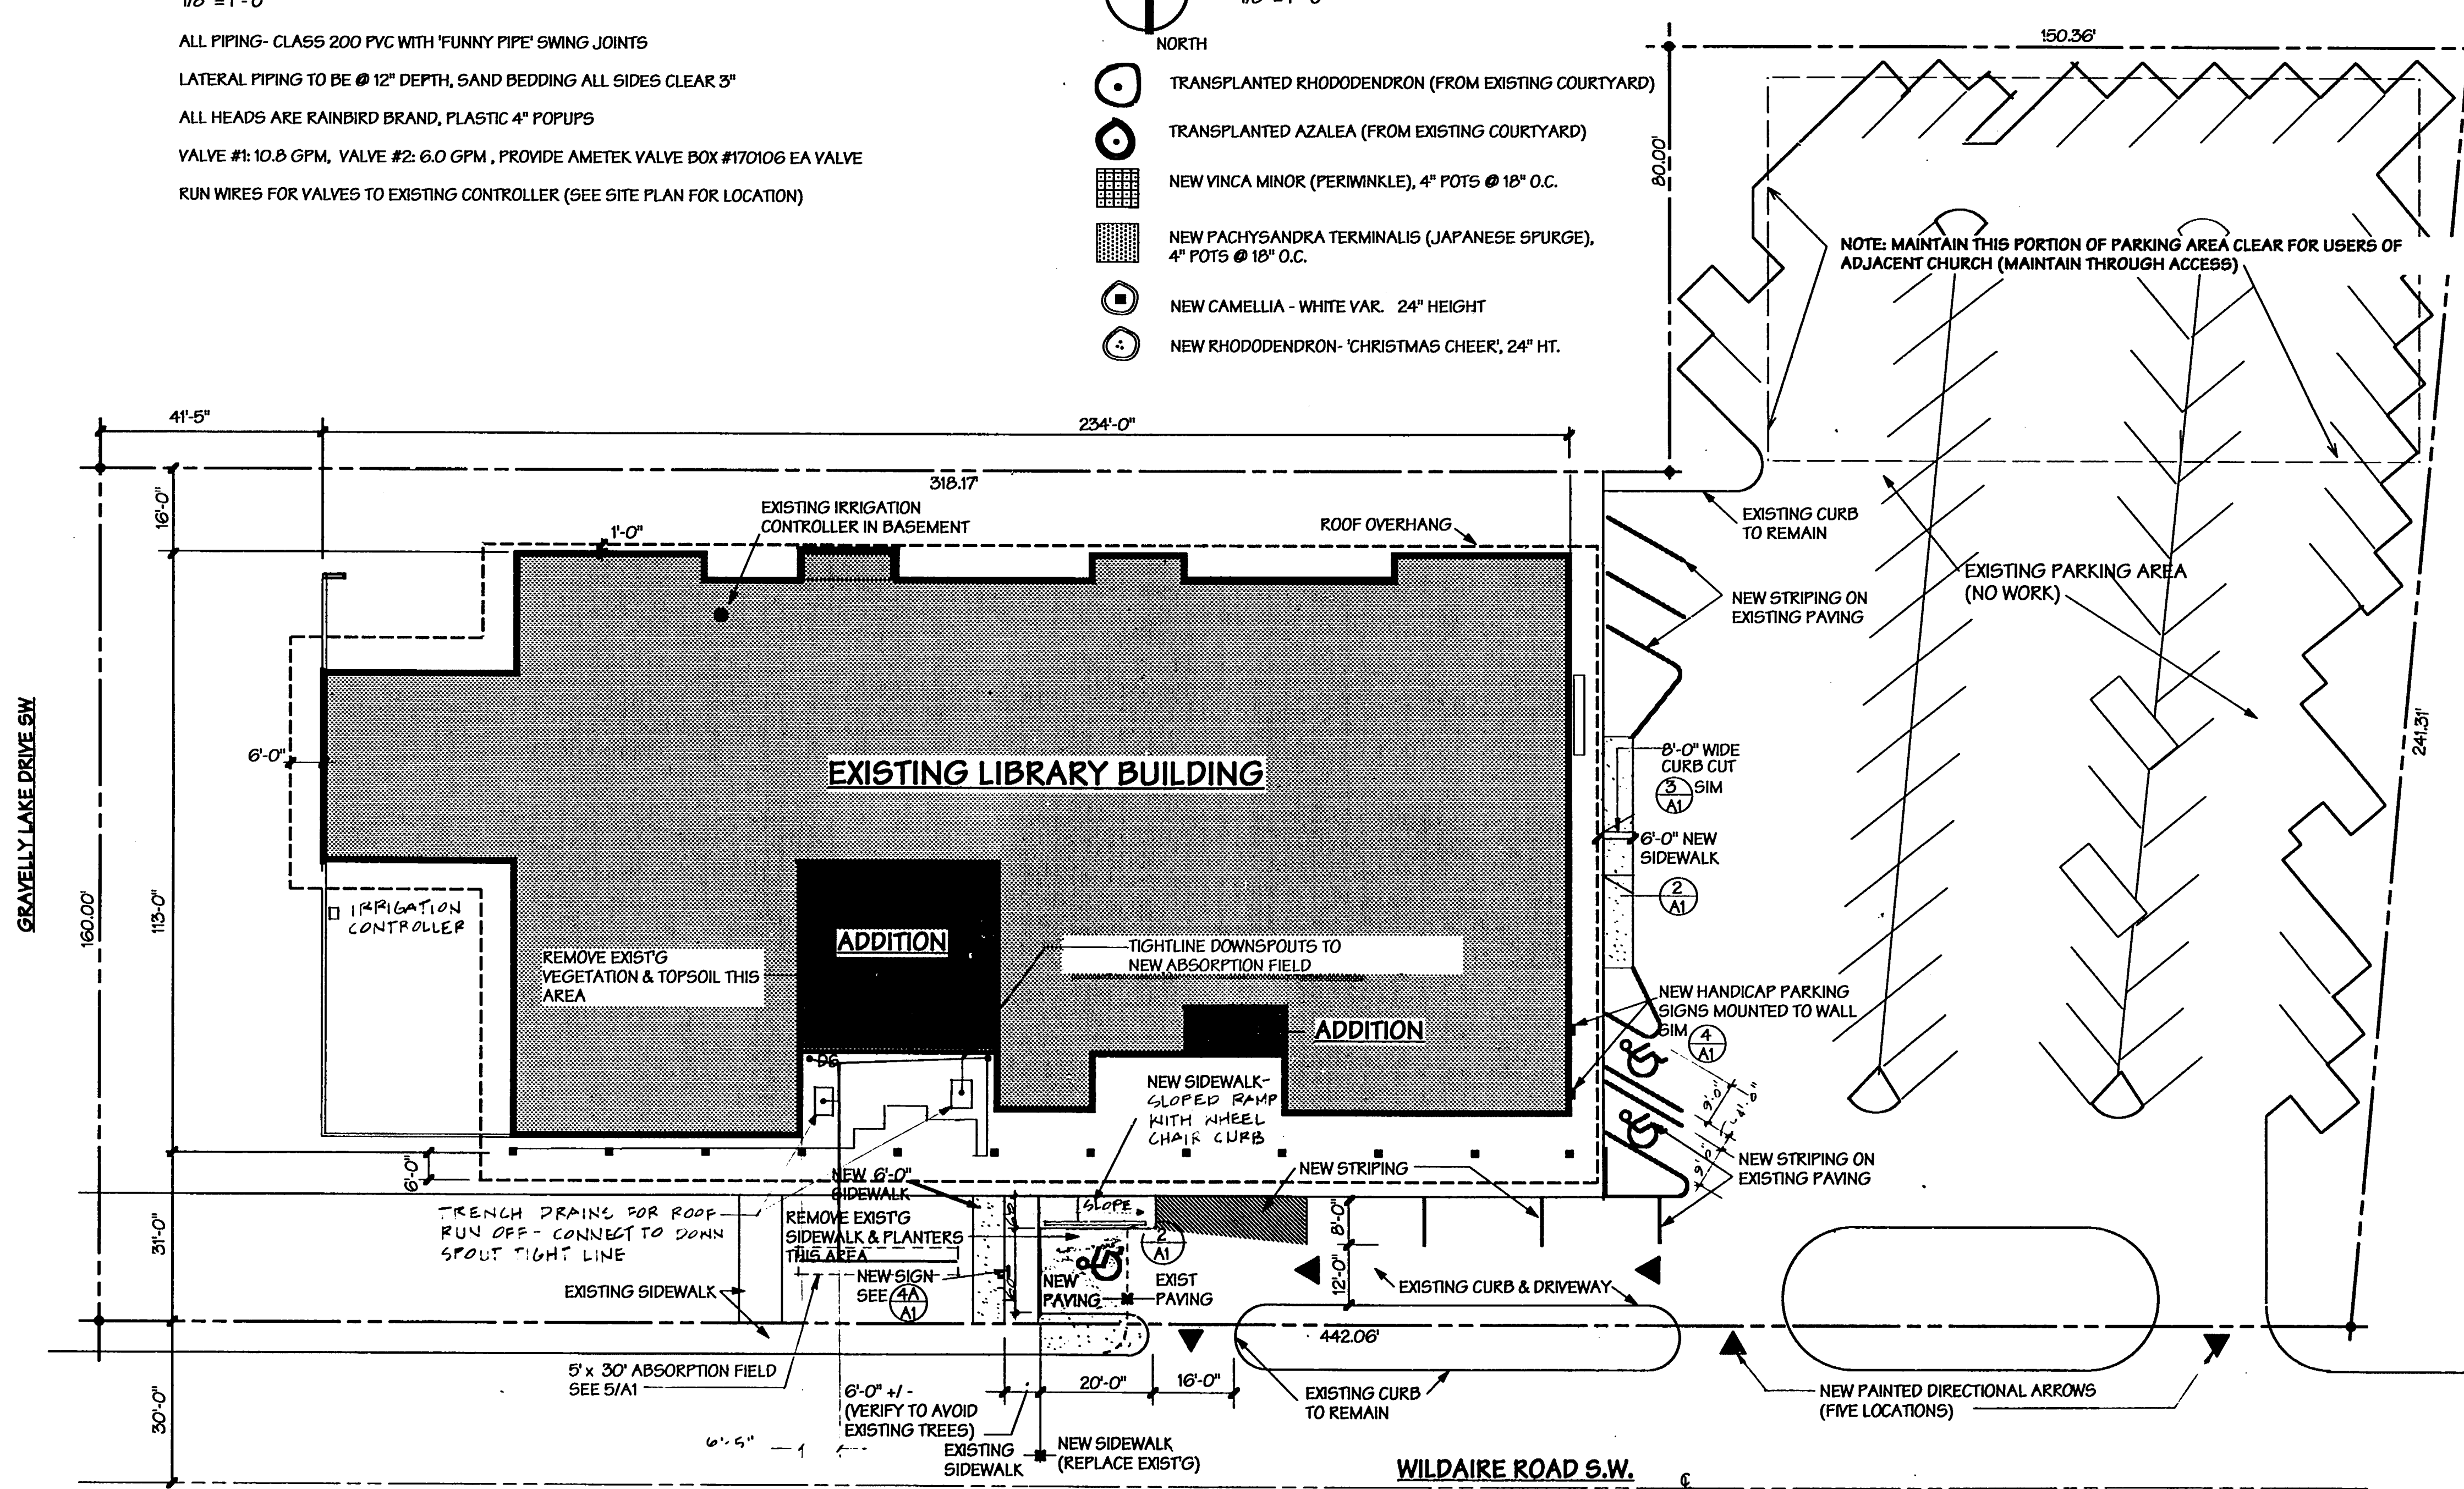 1/8" = 1'-0"
ALL PIPING- CLASS 200 PVC WITH 'FUNNY PIPE' SWING JOINTS
LATERAL PIPING TO BE @ 12" DEPTH, SAND BEDDING ALL SIDES CLEAR 3"
ALL HEADS ARE RAINBIRD BRAND, PLASTIC 4" POPUPS
VALVE #1: 10.8 GPM, VALVE #2: 6.0 GPM , PROVIDE AMETEK VALVE BOX #170106 EA VALVE
RUN WIRES FOR VALVES TO EXISTING CONTROLLER (SEE SITE PLAN FOR LOCATION)
NORTH
TRANSPLANTED RHODODENDRON (FROM EXISTING COURTYARD)
TRANSPLANTED AZALEA (FROM EXISTING COURTYARD)
NEW VINCA MINOR (PERIWINKLE), 4" POTS @ 18" O.C.
NEW PACHYSANDRA TERMINALIS (JAPANESE SPURGE),
4" POTS @ 18" O.C.
NEW CAMELLIA - WHITE VAR. 24" HEIGHT
NEW RHODODENDRON- 'CHRISTMAS CHEER', 24" HT.
150.36'
80.00'
NOTE: MAINTAIN THIS PORTION OF PARKING AREA CLEAR FOR USERS OF
ADJACENT CHURCH (MAINTAIN THROUGH ACCESS)
41'-5"
234'-0"
318.17'
16'-0"
1'-0"
EXISTING IRRIGATION
CONTROLLER IN BASEMENT
ROOF OVERHANG
EXISTING CURB
TO REMAIN
EXISTING PARKING AREA
(NO WORK)
NEW STRIPING ON
EXISTING PAVING
GRAVELLY LAKE DRIVE SW
160.00'
113'-0"
6'-0"
EXISTING LIBRARY BUILDING
8'-0" WIDE
CURB CUT
3
A1
SIM
6'-0" NEW
SIDEWALK
2
A1
241.31'
IRRIGATION
CONTROLLER
ADDITION
REMOVE EXIST'G
VEGETATION & TOPSOIL THIS
AREA
TIGHTLINE DOWNSPOUTS TO
NEW ABSORPTION FIELD
ADDITION
NEW HANDICAP PARKING
SIGNS MOUNTED TO WALL
SIM
4
A1
DS
NEW SIDEWALK-
SLOPED RAMP
WITH WHEEL
CHAIR CURB
9'-0"
4'-0"
9'-0"
NEW STRIPING ON
EXISTING PAVING
6'-0"
NEW 6'-0"
SIDEWALK
NEW STRIPING
TRENCH DRAINS FOR ROOF
RUN OFF - CONNECT TO DOWN
SPOUT TIGHT LINE
REMOVE EXIST'G
SIDEWALK & PLANTERS
THIS AREA
SLOPE
2
A1
8'-0"
31'-0"
12'-0"
EXISTING SIDEWALK
NEW SIGN
SEE
4A
A1
NEW
PAVING
EXIST
PAVING
EXISTING CURB & DRIVEWAY
442.06'
5' x 30' ABSORPTION FIELD
SEE 5/A1
6'-0" +/-
(VERIFY TO AVOID
EXISTING TREES)
20'-0"
16'-0"
EXISTING CURB
TO REMAIN
NEW PAINTED DIRECTIONAL ARROWS
(FIVE LOCATIONS)
30'-0"
6'-5"
EXISTING
SIDEWALK
NEW SIDEWALK
(REPLACE EXIST'G)
WILDAIRE ROAD S.W.